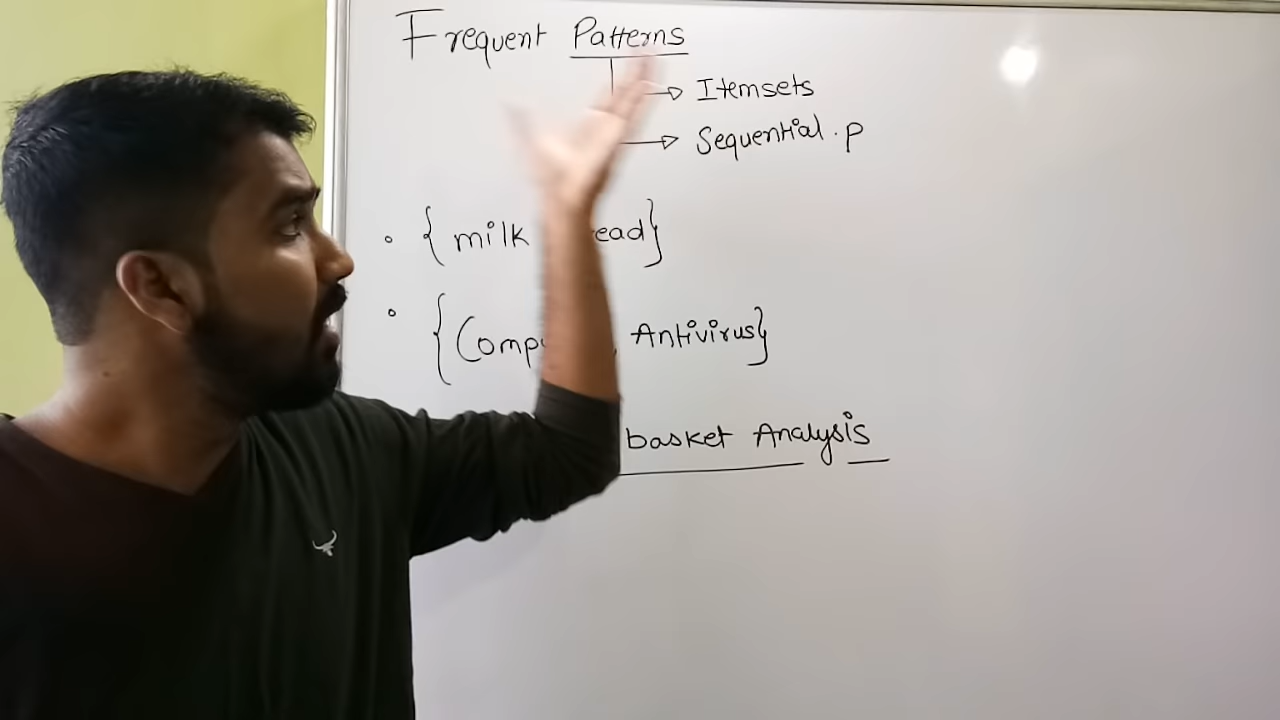 Frequent Patterns
Itemsets
Sequential . p
{ milk ead}
{ Comp , Antivirus}
basket Analysis